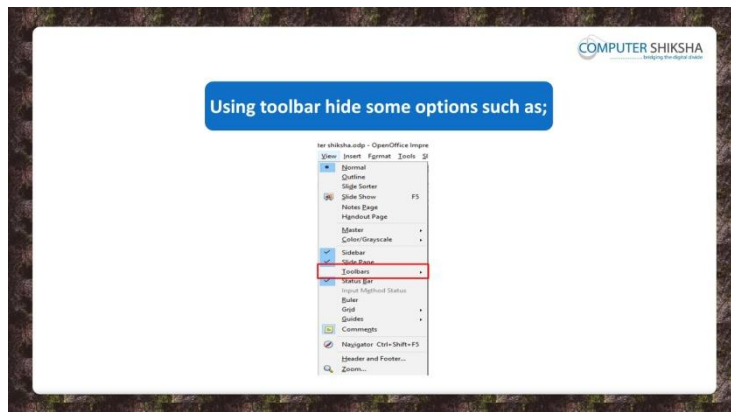 COMPUTER SHIKSHA
bridging the digital divide
Using toolbar hide some options such as;
ter shiksha.odp - OpenOffice Impre
View Insert Format Tools Sl
Normal
Outline
Slide Sorter
Slide Show F5
Notes Page
Handout Page
Master
Color/Grayscale
Sidebar
Slide Pane
Toolbars
Status Bar
Input Method Status
Ruler
Grid
Guides
Comments
Navigator Ctrl+Shift+F5
Header and Footer...
Zoom...